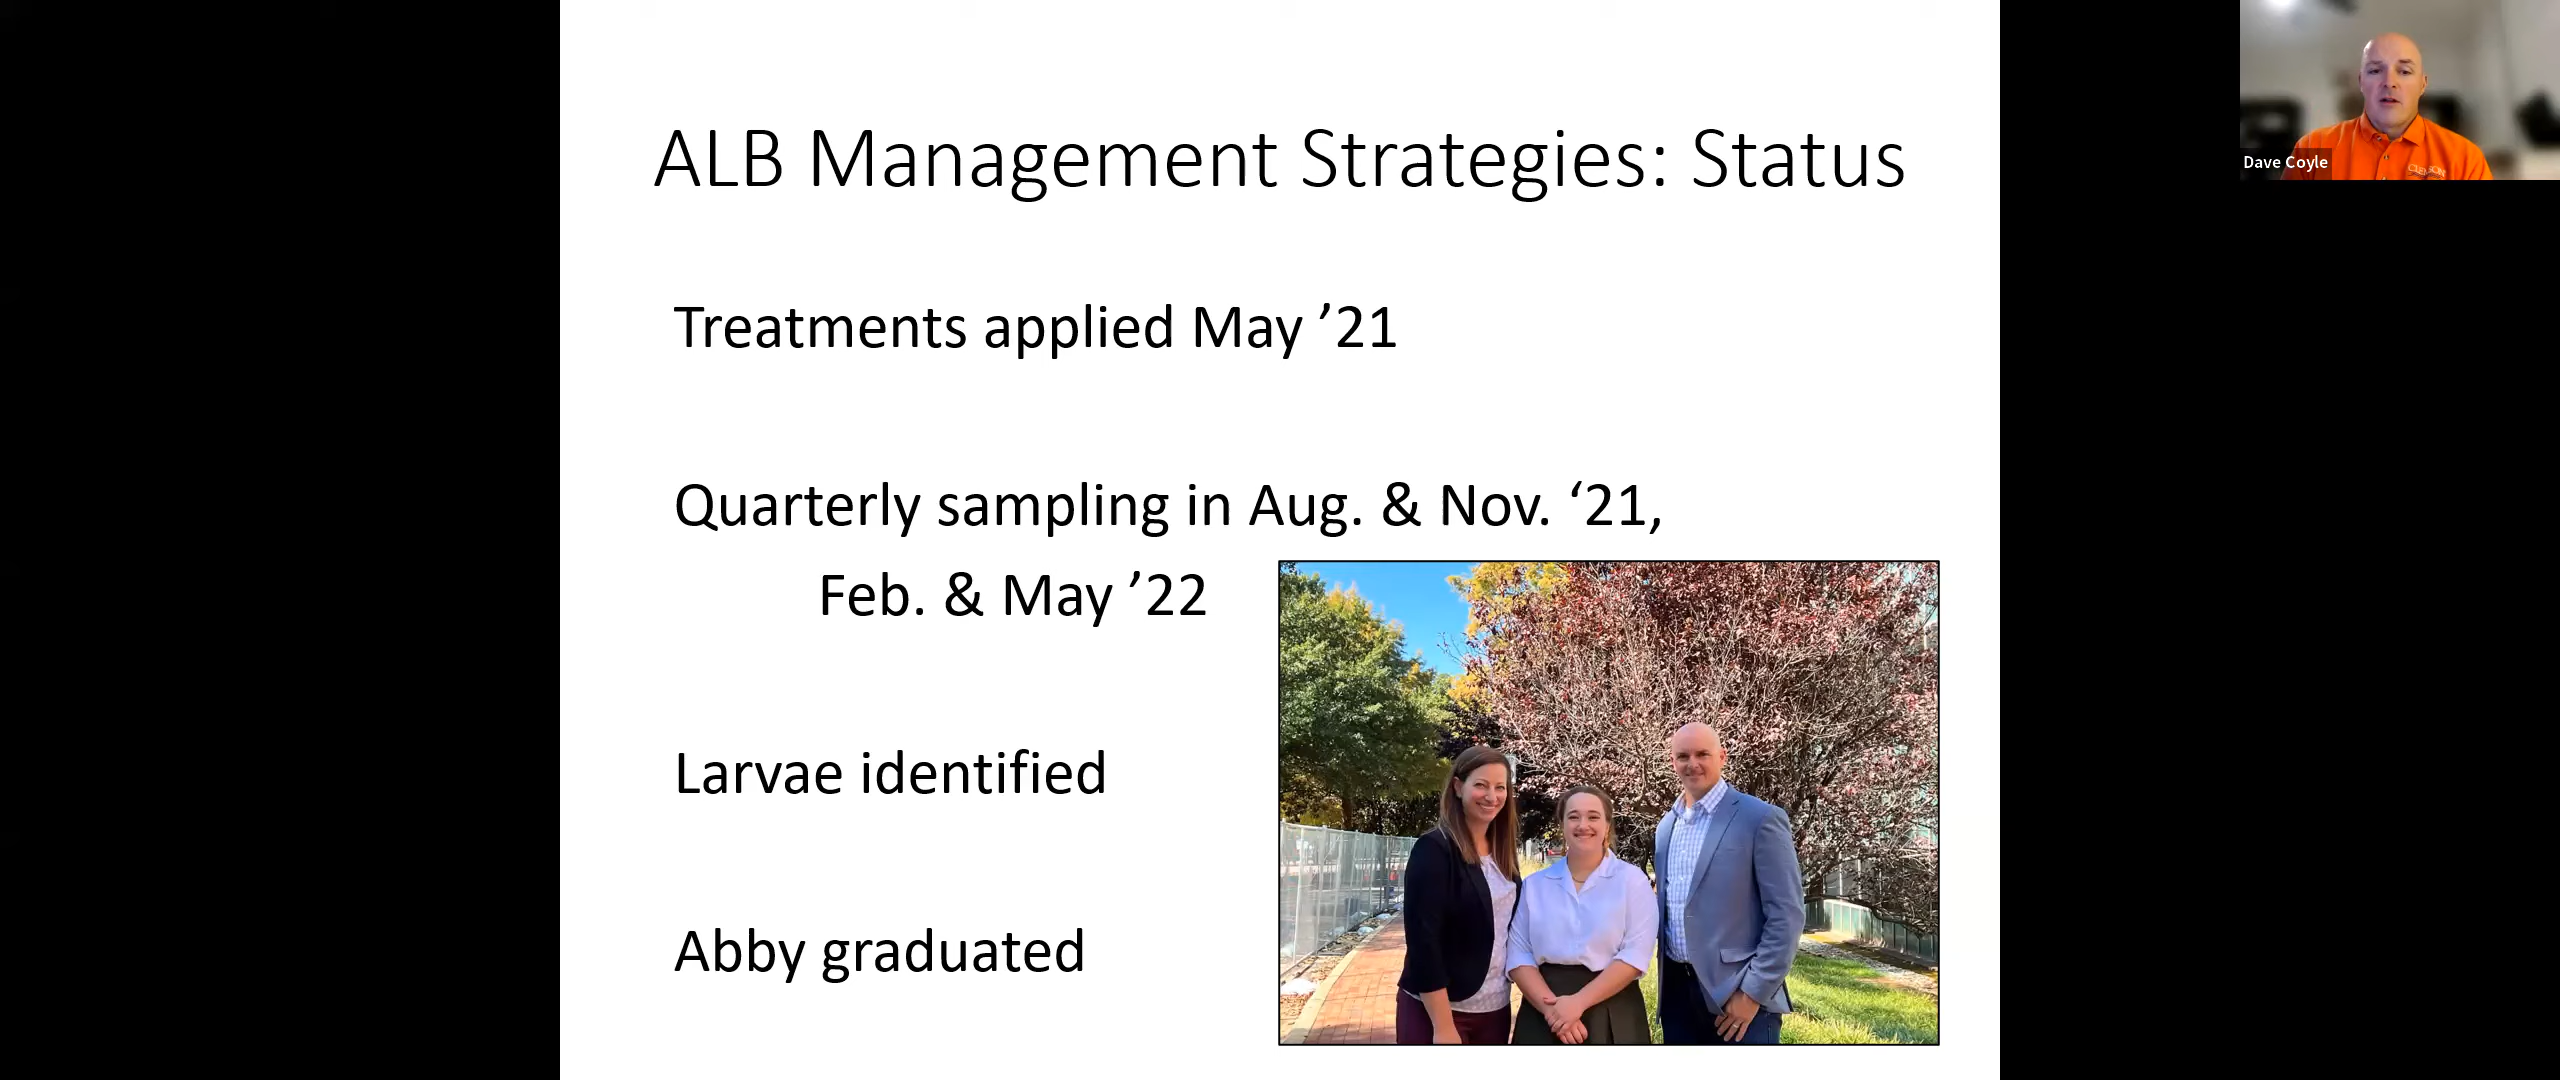 ALB Management Strategies: Status
Treatments applied May ’21
Quarterly sampling in Aug. & Nov. ‘21,
Feb. & May ’22
Larvae identified
Abby graduated
Dave Coyle
CLEMSON